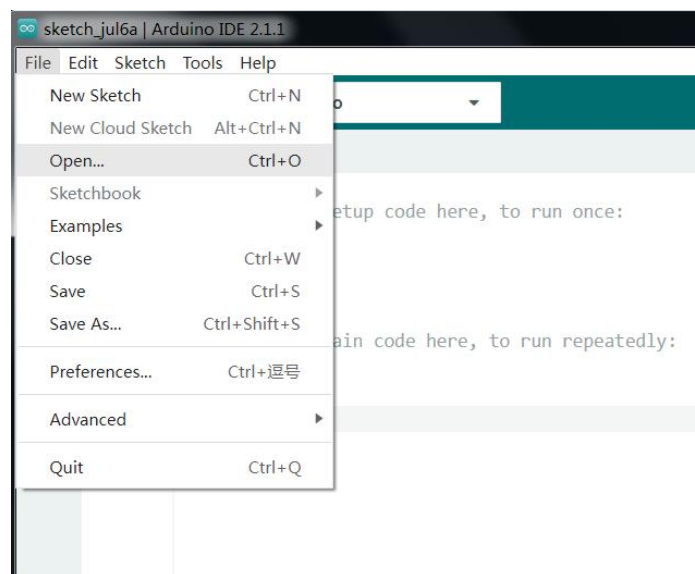 sketch_jul6a | Arduino IDE 2.1.1
File Edit Sketch Tools Help
New Sketch Ctrl+N
New Cloud Sketch Alt+Ctrl+N
Open... Ctrl+O
Sketchbook
Examples
Close Ctrl+W
Save Ctrl+S
Save As... Ctrl+Shift+S
Preferences... Ctrl+逗号
Advanced
Quit Ctrl+Q
o
etup code here, to run once:
ain code here, to run repeatedly: